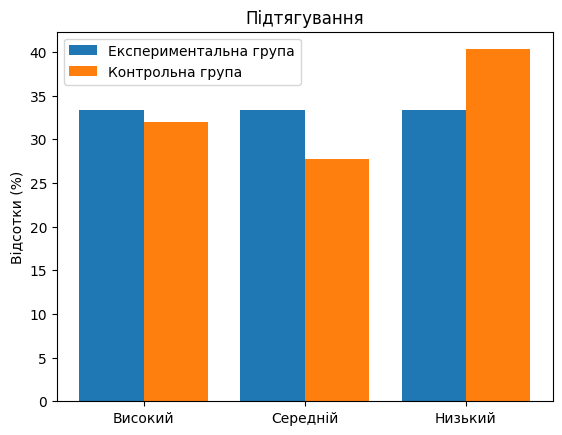 Підтягування
Експериментальна група
Контрольна група
Відсотки (%)
40
35
30
25
20
15
10
5
0
Високий
Середній
Низький